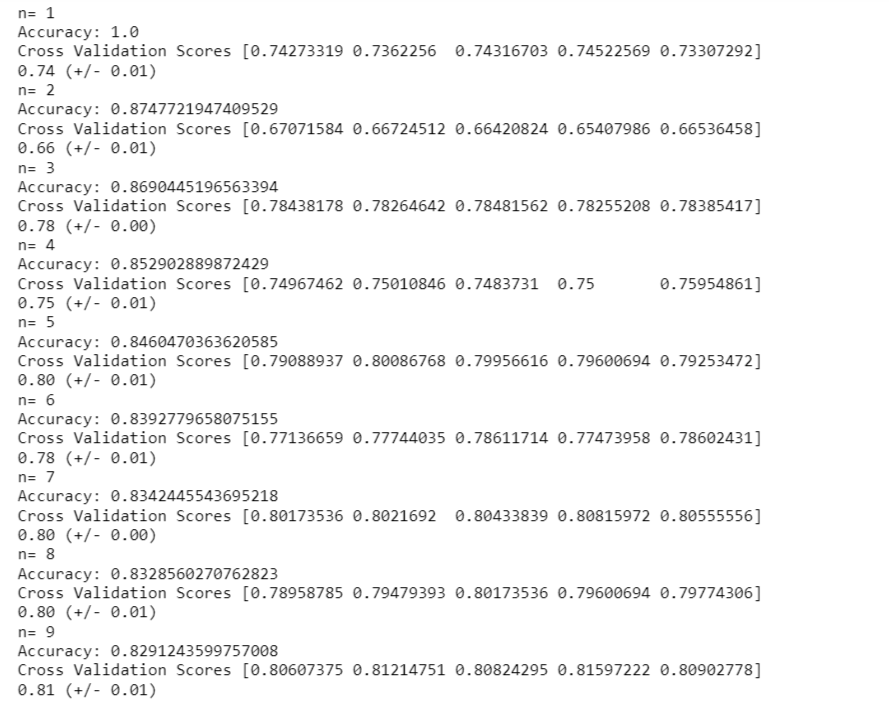 n= 1
Accuracy: 1.0
Cross Validation Scores [0.74273319 0.7362256  0.74316703 0.74522569 0.73307292]
0.74 (+/- 0.01)
n= 2
Accuracy: 0.8747721947409529
Cross Validation Scores [0.67071584 0.66724512 0.66420824 0.65407986 0.66536458]
0.66 (+/- 0.01)
n= 3
Accuracy: 0.8690445196563394
Cross Validation Scores [0.78438178 0.78264642 0.78481562 0.78255208 0.78385417]
0.78 (+/- 0.00)
n= 4
Accuracy: 0.852902889872429
Cross Validation Scores [0.74967462 0.75010846 0.7483731  0.75       0.75954861]
0.75 (+/- 0.01)
n= 5
Accuracy: 0.8460470363620585
Cross Validation Scores [0.79088937 0.80086768 0.79956616 0.79600694 0.79253472]
0.80 (+/- 0.01)
n= 6
Accuracy: 0.8392779658075155
Cross Validation Scores [0.77136659 0.77744035 0.78611714 0.77473958 0.78602431]
0.78 (+/- 0.01)
n= 7
Accuracy: 0.8342445543695218
Cross Validation Scores [0.80173536 0.8021692  0.80433839 0.80815972 0.80555556]
0.80 (+/- 0.00)
n= 8
Accuracy: 0.8328560270762823
Cross Validation Scores [0.78958785 0.79479393 0.80173536 0.79600694 0.79774306]
0.80 (+/- 0.01)
n= 9
Accuracy: 0.8291243599757008
Cross Validation Scores [0.80607375 0.81214751 0.80824295 0.81597222 0.80902778]
0.81 (+/- 0.01)